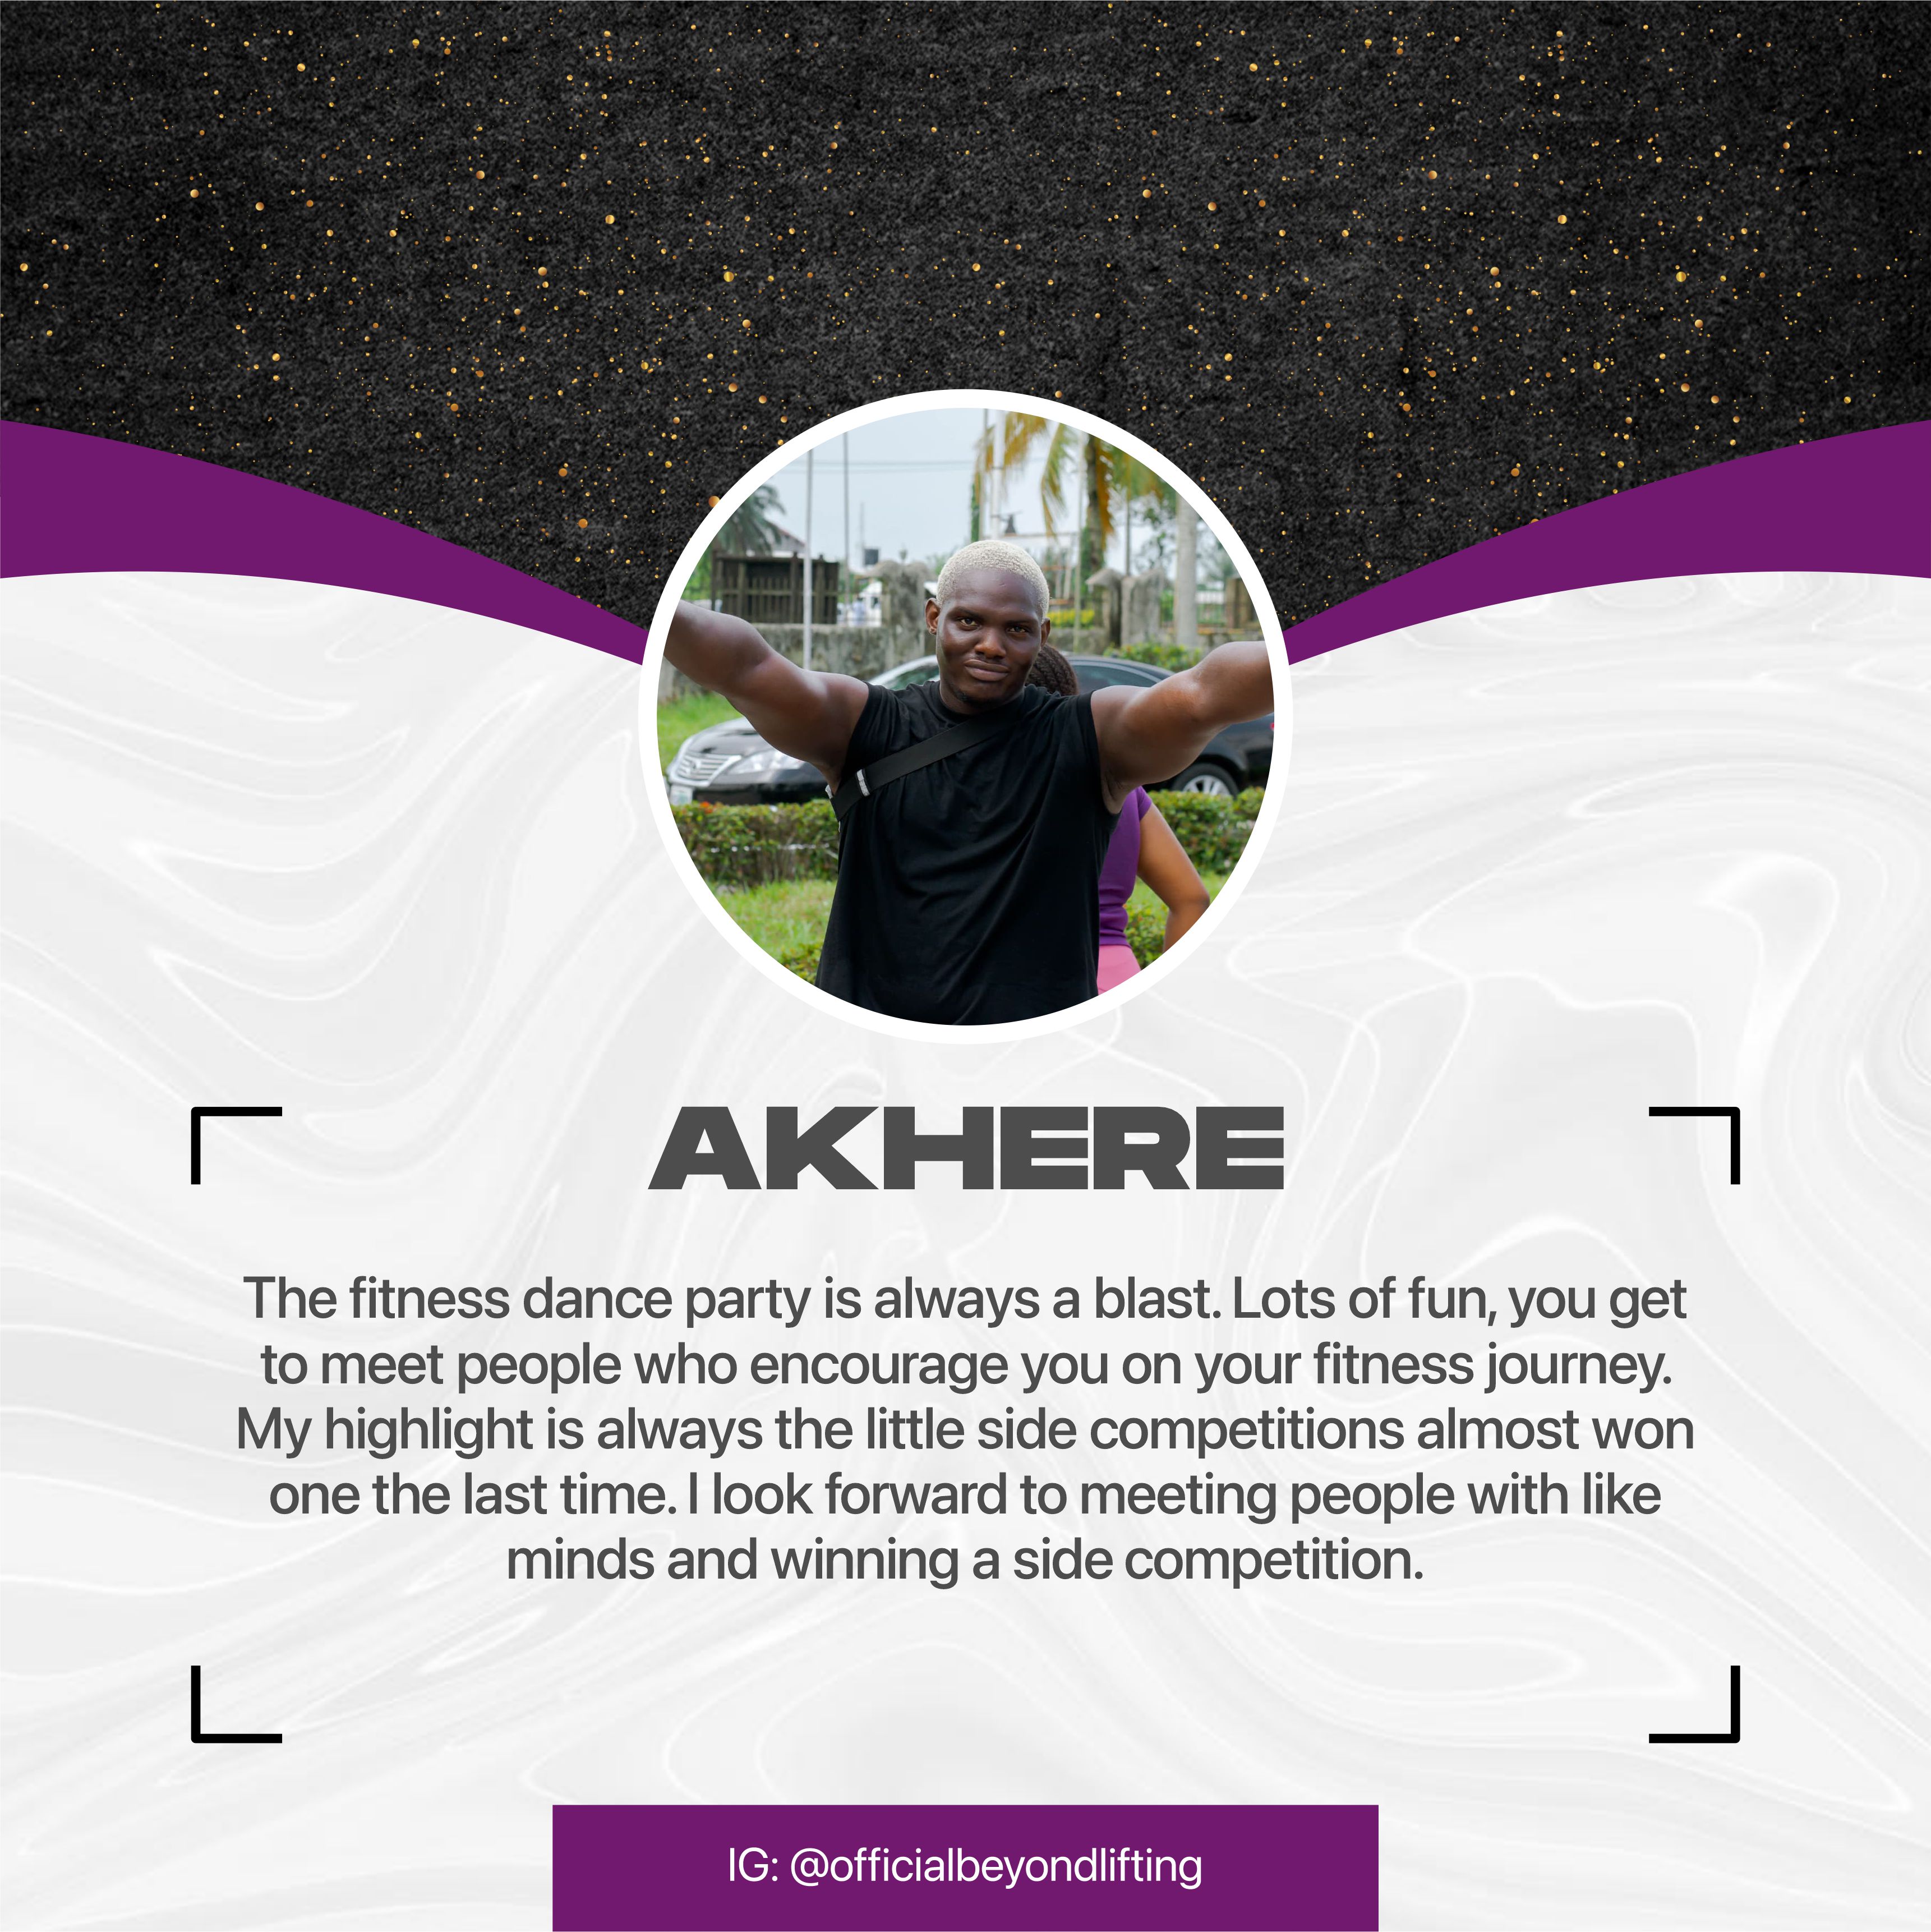 AKHERE
The fitness dance party is always a blast. Lots of fun, you get
to meet people who encourage you on your fitness journey.
My highlight is always the little side competitions almost won
one the last time. I look forward to meeting people with like
minds and winning a side competition.
IG: @officialbeyondlifting